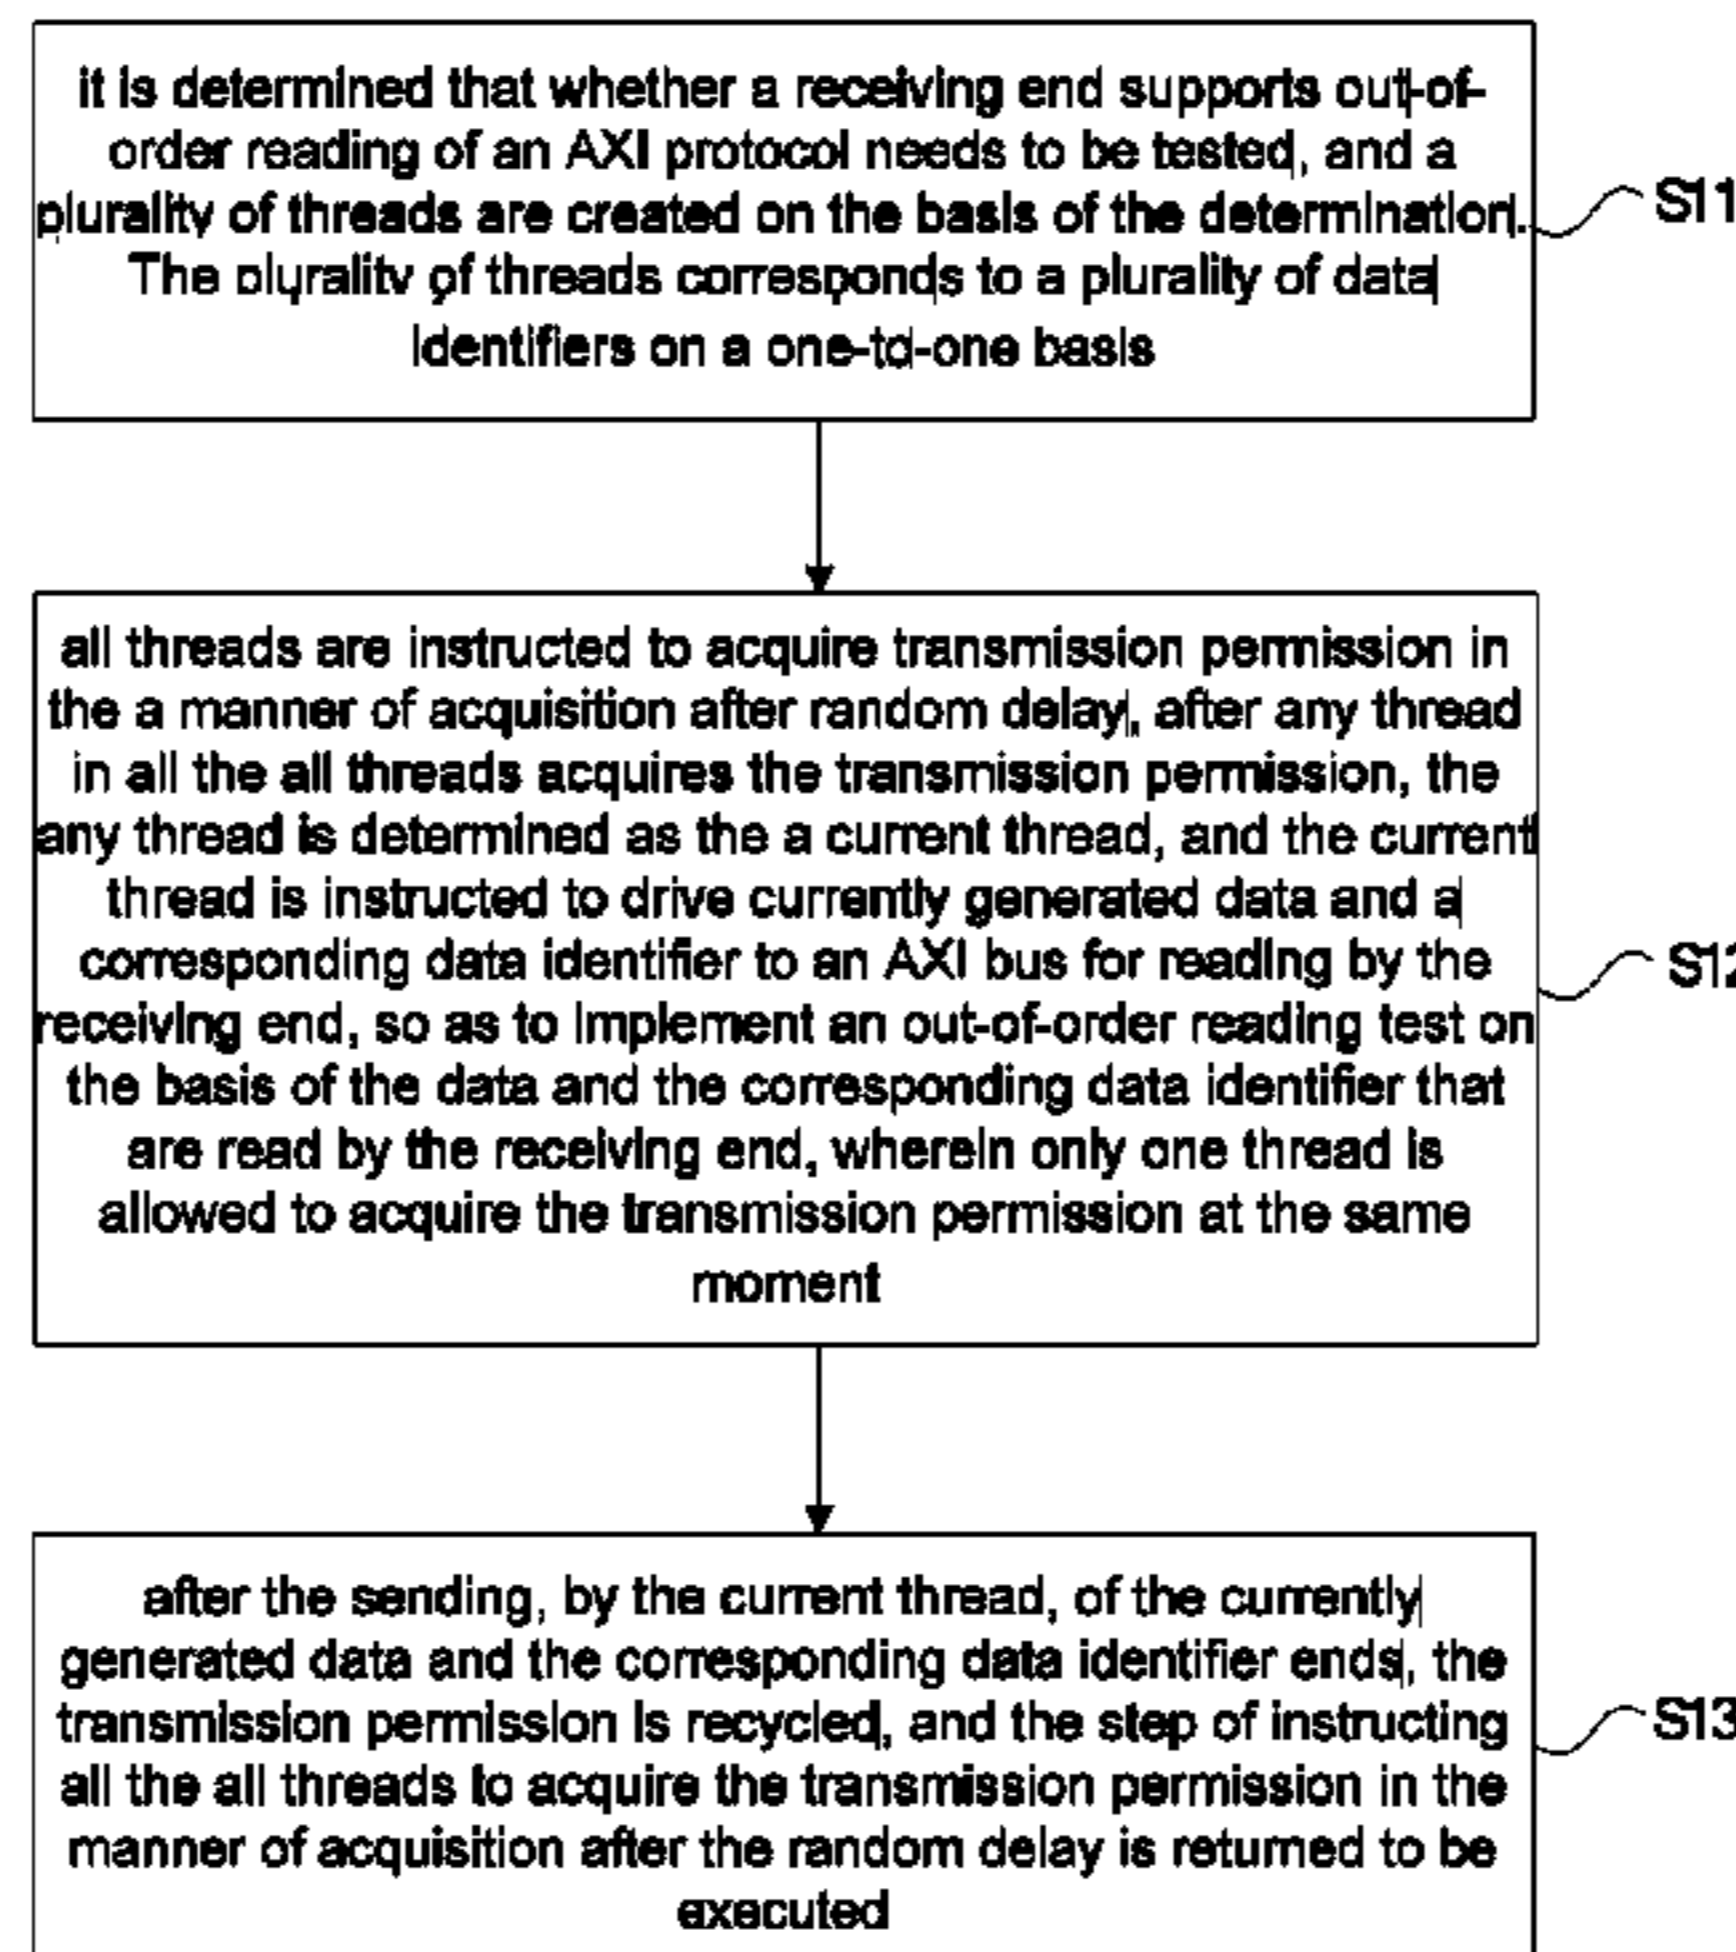 it is determined that whether a receiving end supports out-of-
order reading of an AXI protocol needs to be tested, and a
plurality of threads are created on the basis of the determination.
The plurality of threads corresponds to a plurality of data
identifiers on a one-to-one basis
S11
all threads are instructed to acquire transmission permission in
the a manner of acquisition after random delay, after any thread
in all the all threads acquires the transmission permission, the
any thread is determined as the a current thread, and the current
thread is instructed to drive currently generated data and a
corresponding data identifier to an AXI bus for reading by the
receiving end, so as to implement an out-of-order reading test on
the basis of the data and the corresponding data identifier that
are read by the receiving end, wherein only one thread is
allowed to acquire the transmission permission at the same
moment
S12
after the sending, by the current thread, of the currently
generated data and the corresponding data identifier ends, the
transmission permission is recycled, and the step of instructing
all the all threads to acquire the transmission permission in the
manner of acquisition after the random delay is returned to be
executed
S13